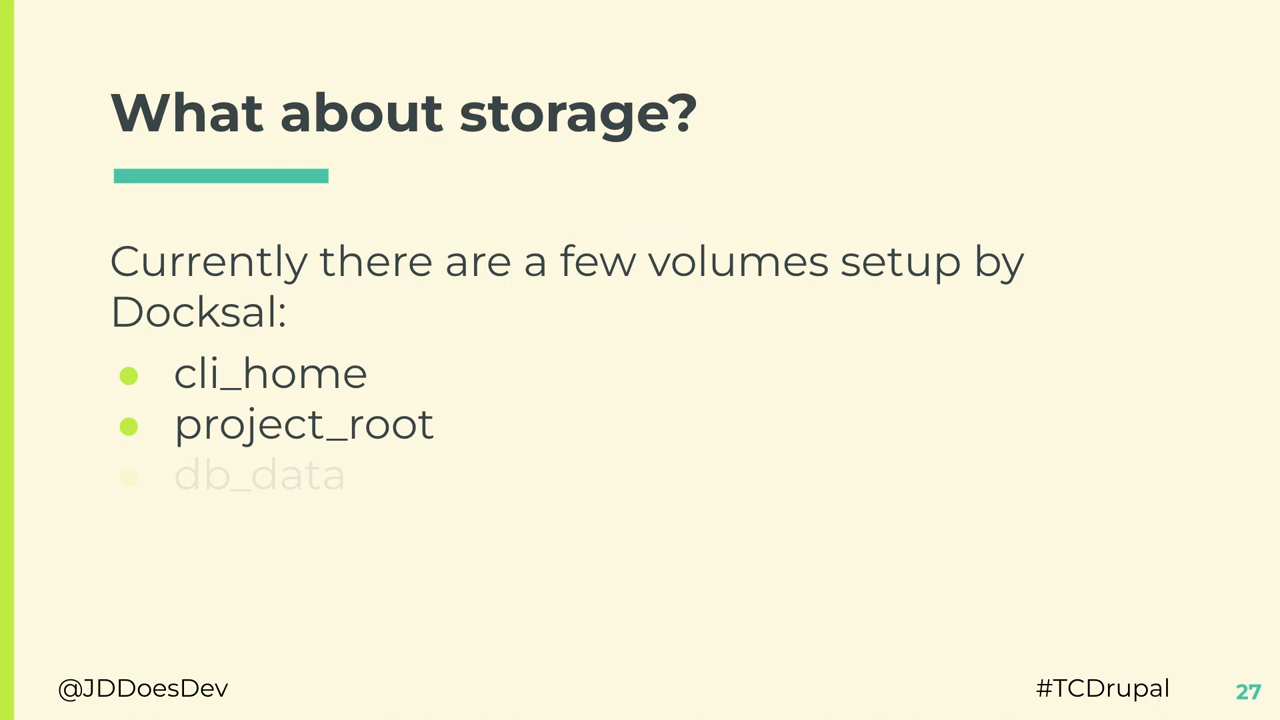 What about storage?
Currently there are a few volumes setup by
Docksal:
● cli_home
● project_root
● db_data
@JDDoesDev
#TCDrupal
27